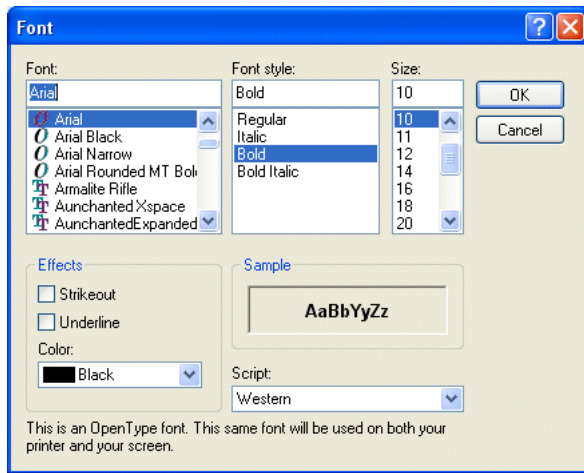 Font
Font:
Font style:
Size:
Arial
Bold
10
OK
Cancel
Arial
Arial Black
Arial Narrow
Arial Rounded MT Bol
Armalite Rifle
Aunchanted Xspace
AunchantedExpanded
Regular
Italic
Bold
Bold Italic
10
11
12
14
16
18
20
Effects
Strikeout
Underline
Color:
Black
Sample
AaBbYyZz
Script:
Western
This is an OpenType font. This same font will be used on both your
printer and your screen.